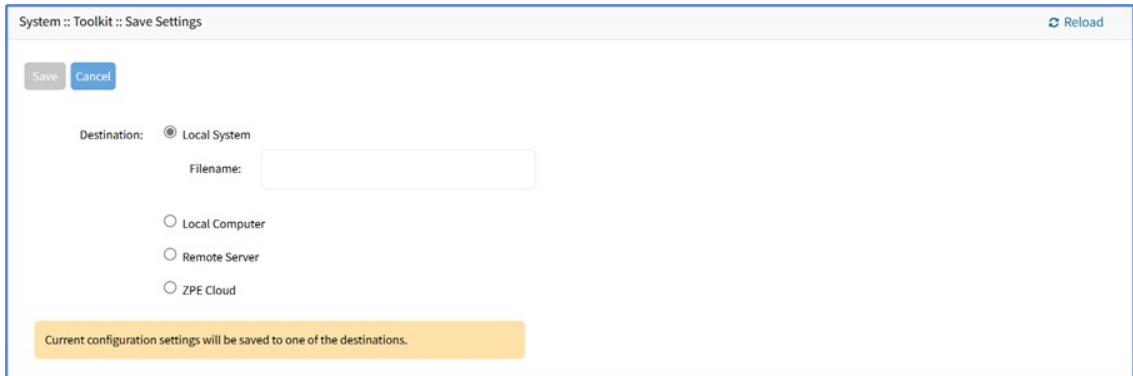 System :: Toolkit :: Save Settings
Reload
Save Cancel
Destination: Local System
Filename:
Local Computer
Remote Server
ZPE Cloud
Current configuration settings will be saved to one of the destinations.